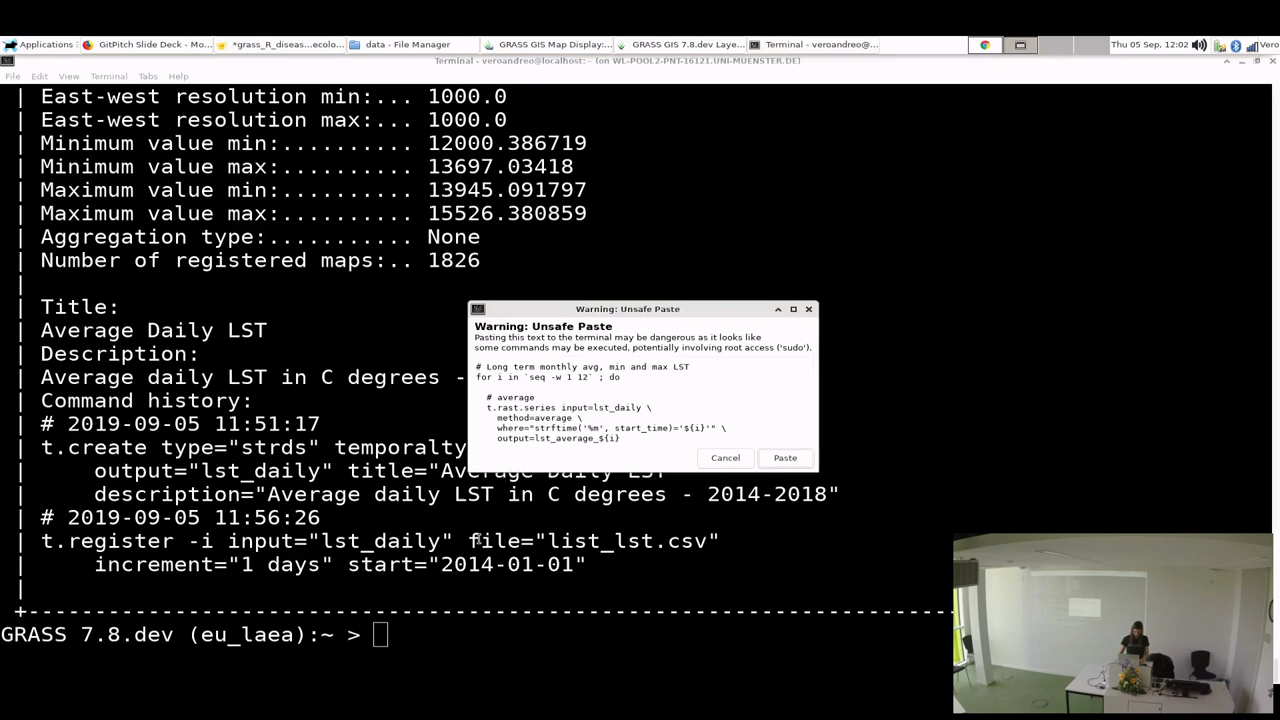 Applications
GitPitch Slide Deck - Mo...
*grass_R_diseas...ecolo...
data - File Manager
GRASS GIS Map Display:...
GRASS GIS 7.8.dev Laye...
Terminal - veroandreo@...
Thu 05 Sep, 12:02
Vero
Terminal - veroandreo@localhost:~ (on WL-POOL2-PNT-16121.UNI-MUENSTER.DE)
File Edit View Terminal Tabs Help
| East-west resolution min:... 1000.0
| East-west resolution max:... 1000.0
| Minimum value min:.......... 12000.386719
| Minimum value max:.......... 13697.03418
| Maximum value min:.......... 13945.091797
| Maximum value max:.......... 15526.380859
| Aggregation type:........... None
| Number of registered maps:.. 1826
|
| Title:
| Average Daily LST
| Description:
| Average daily LST in C degrees -
| Command history:
| # 2019-09-05 11:51:17
| t.create type="strds" temporalty
| output="lst_daily" title="Average Daily LST"
| description="Average daily LST in C degrees - 2014-2018"
| # 2019-09-05 11:56:26
| t.register -i input="lst_daily" file="list_lst.csv"
| increment="1 days" start="2014-01-01"
|
+------------------------------------------------------------
GRASS 7.8.dev (eu_laea):~ >
Warning: Unsafe Paste
Warning: Unsafe Paste
Pasting this text to the terminal may be dangerous as it looks like
some commands may be executed, potentially involving root access ('sudo').
# Long term monthly avg, min and max LST
for i in `seq -w 1 12` ; do
# average
t.rast.series input=lst_daily \
method=average \
where="strftime('%m', start_time)='${i}'" \
output=lst_average_${i}
Cancel
Paste